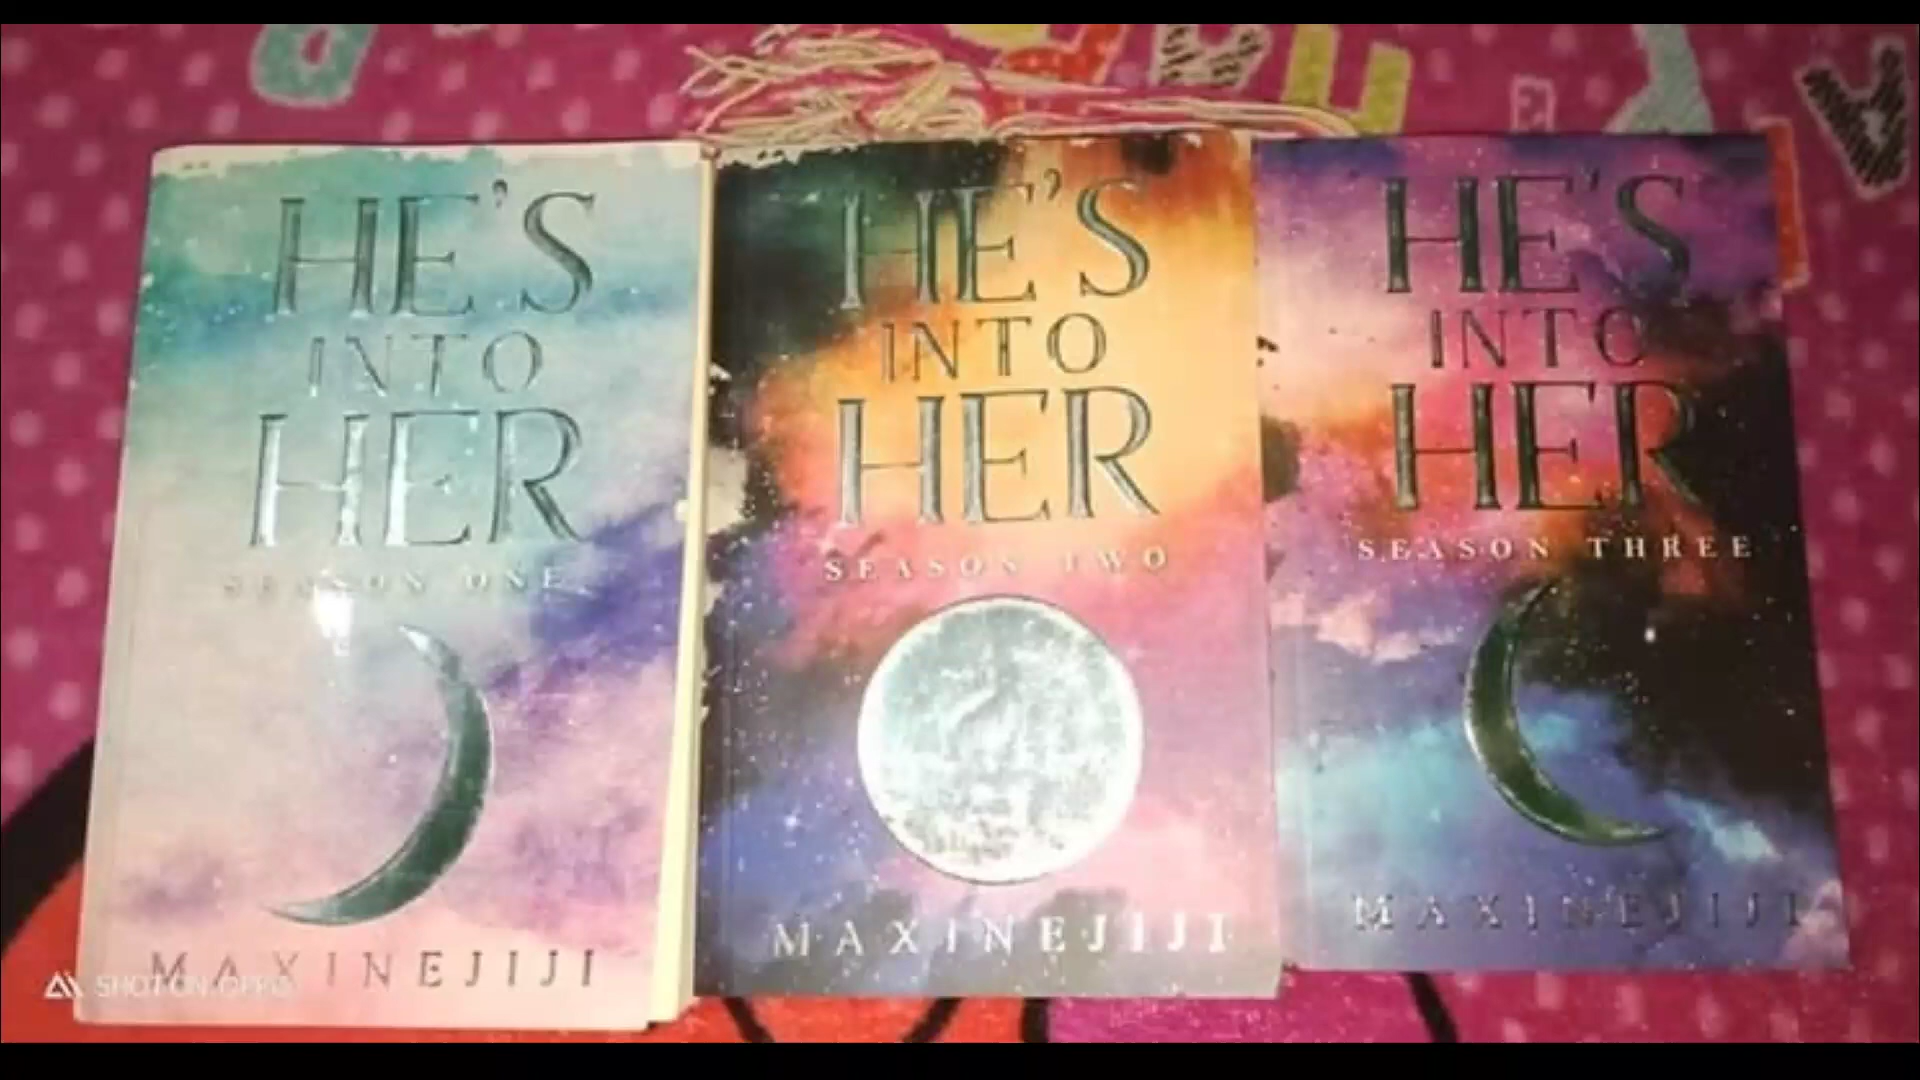 HE'S
INTO
HER
SEASON ONE
MAXINEJIJI
HE'S
INTO
HER
SEASON TWO
MAXINEJIJI
HE'S
INTO
HER
SEASON THREE
MAXINEJIJI
SHOT ON OPPO